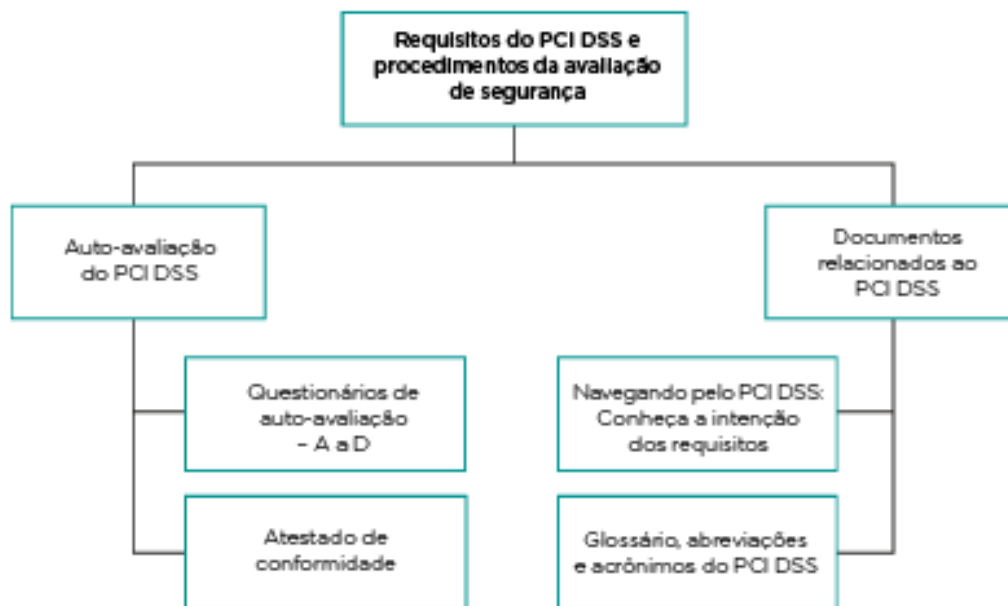 Requisitos do PCI DSS e
procedimentos da avaliação
de segurança
Auto-avaliação
do PCI DSS
Documentos
relacionados ao
PCI DSS
Questionários de
auto-avaliação
– A a D
Navegando pelo PCI DSS:
Conheça a intenção
dos requisitos
Atestado de
conformidade
Glossário, abreviações
e acrônimos do PCI DSS